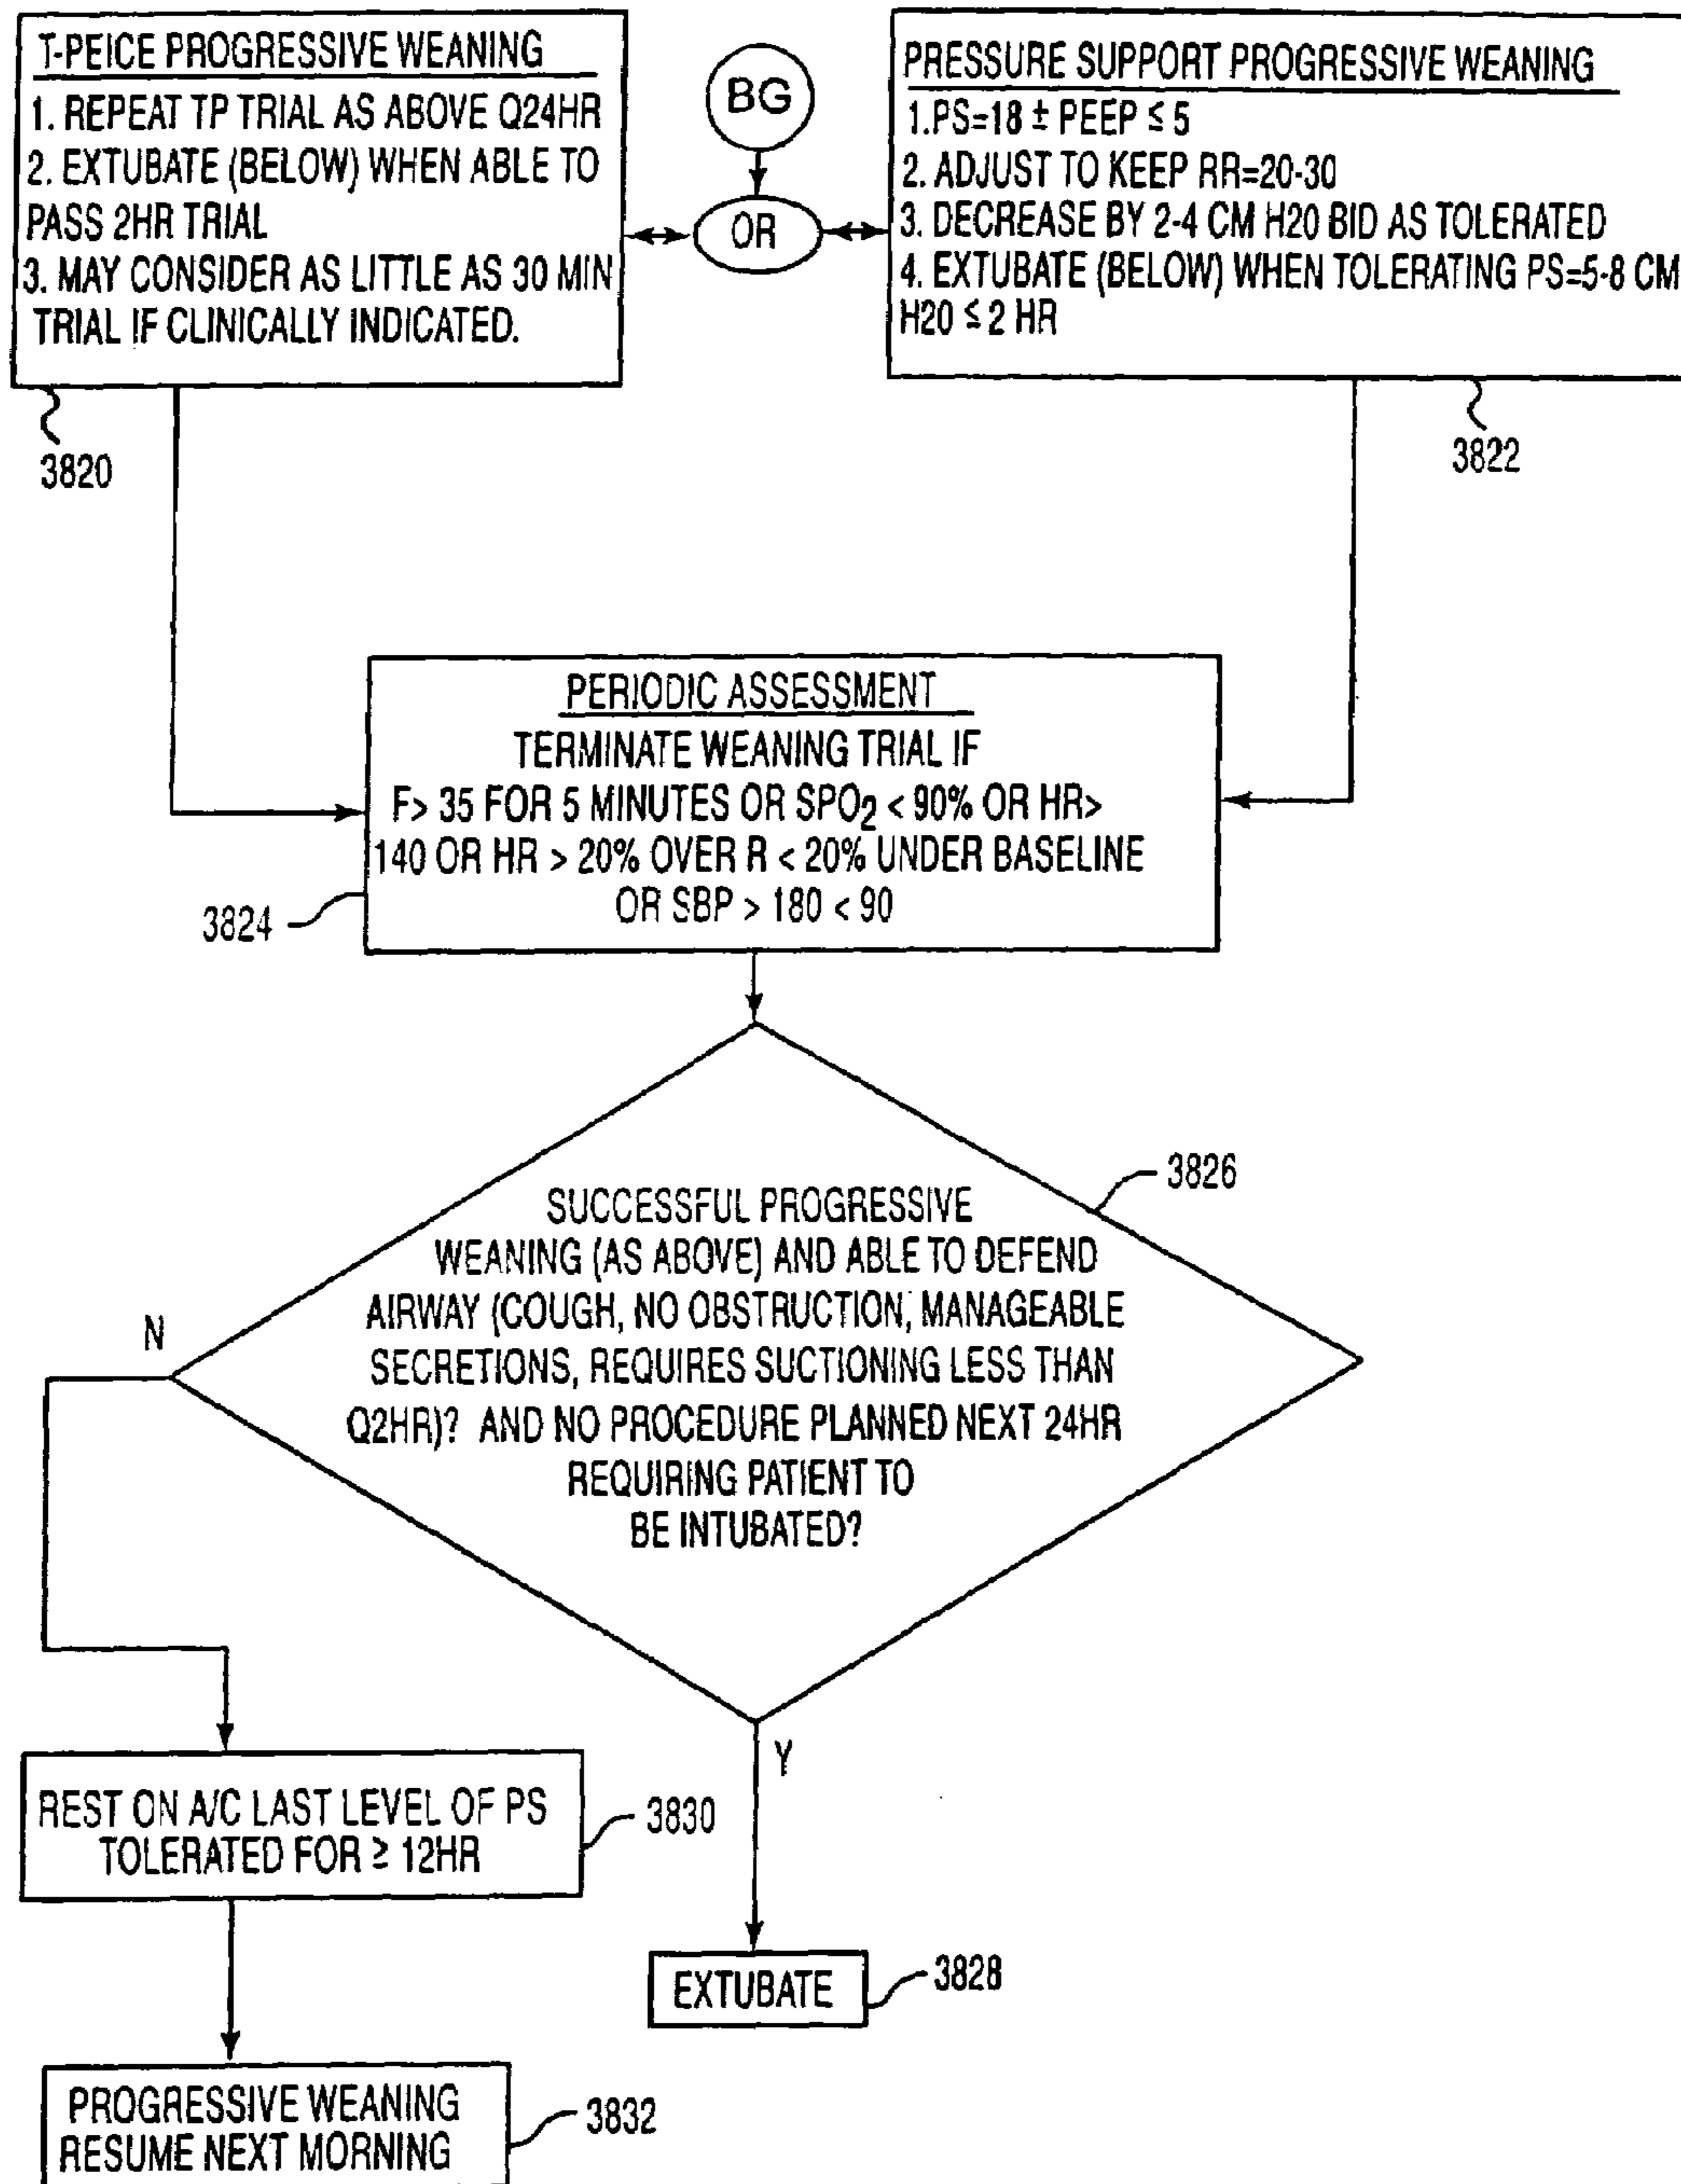 T-PEICE PROGRESSIVE WEANING
1. REPEAT TP TRIAL AS ABOVE Q24HR
2. EXTUBATE (BELOW) WHEN ABLE TO
PASS 2HR TRIAL
3. MAY CONSIDER AS LITTLE AS 30 MIN
TRIAL IF CLINICALLY INDICATED.
3820
BG
OR
PRESSURE SUPPORT PROGRESSIVE WEANING
1.PS=18 ± PEEP ≤ 5
2. ADJUST TO KEEP RR=20-30
3. DECREASE BY 2-4 CM H20 BID AS TOLERATED
4. EXTUBATE (BELOW) WHEN TOLERATING PS=5-8 CM
H20 ≤ 2 HR
3822
PERIODIC ASSESSMENT
TERMINATE WEANING TRIAL IF
F> 35 FOR 5 MINUTES OR SPO2 < 90% OR HR>
140 OR HR > 20% OVER R < 20% UNDER BASELINE
OR SBP > 180 < 90
3824
SUCCESSFUL PROGRESSIVE
WEANING (AS ABOVE) AND ABLE TO DEFEND
AIRWAY (COUGH, NO OBSTRUCTION, MANAGEABLE
SECRETIONS, REQUIRES SUCTIONING LESS THAN
Q2HR)? AND NO PROCEDURE PLANNED NEXT 24HR
REQUIRING PATIENT TO
BE INTUBATED?
3826
N
Y
REST ON A/C LAST LEVEL OF PS
TOLERATED FOR ≥ 12HR
3830
EXTUBATE
3828
PROGRESSIVE WEANING
RESUME NEXT MORNING
3832